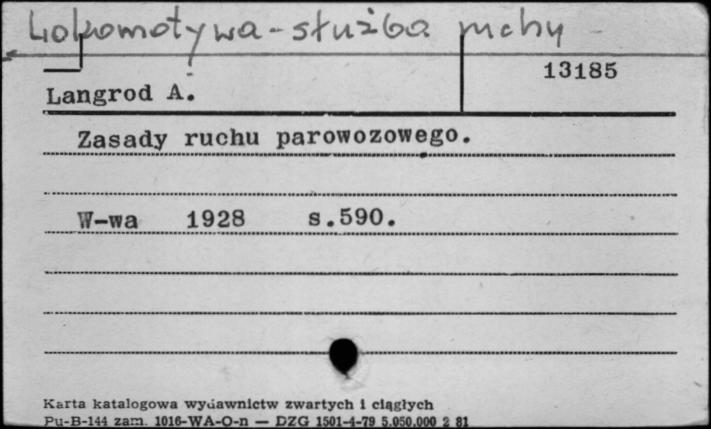 Lokomotywa - służba ruchu
13185
Langrod A.
Zasady ruchu parowozowego.
W-wa 1928 s.590.
Karta katalogowa wydawnictw zwartych i ciągłych
Pu-B-144 zam. 1016-WA-O-n — DZG 1501-4-79 5.050.000 2 81